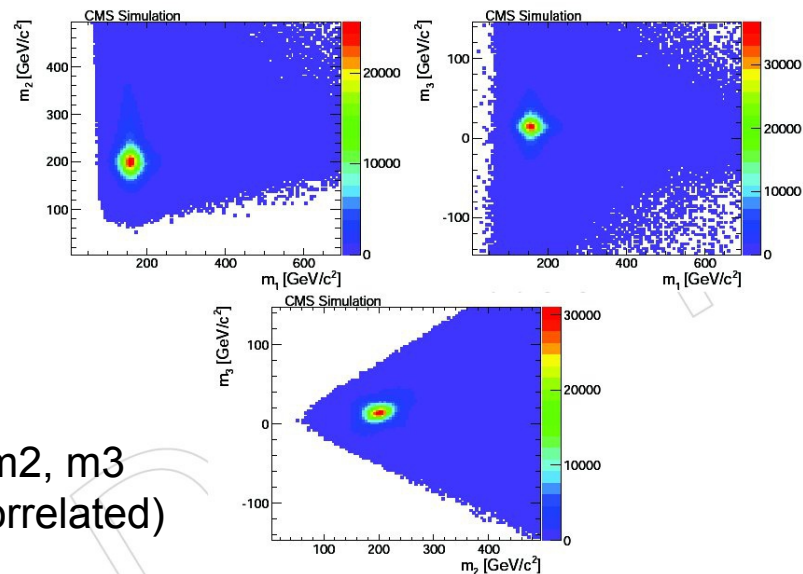 CMS Simulation
m2 [GeV/c2]
400
300
200
100
200 400 600
m1 [GeV/c2]
20000
10000
0
CMS Simulation
m3 [GeV/c2]
100
0
-100
200 400 600
m1 [GeV/c2]
30000
20000
10000
0
CMS Simulation
m3 [GeV/c2]
100
0
-100
100 200 300 400
m2 [GeV/c2]
30000
20000
10000
0
m2, m3
orrelated)